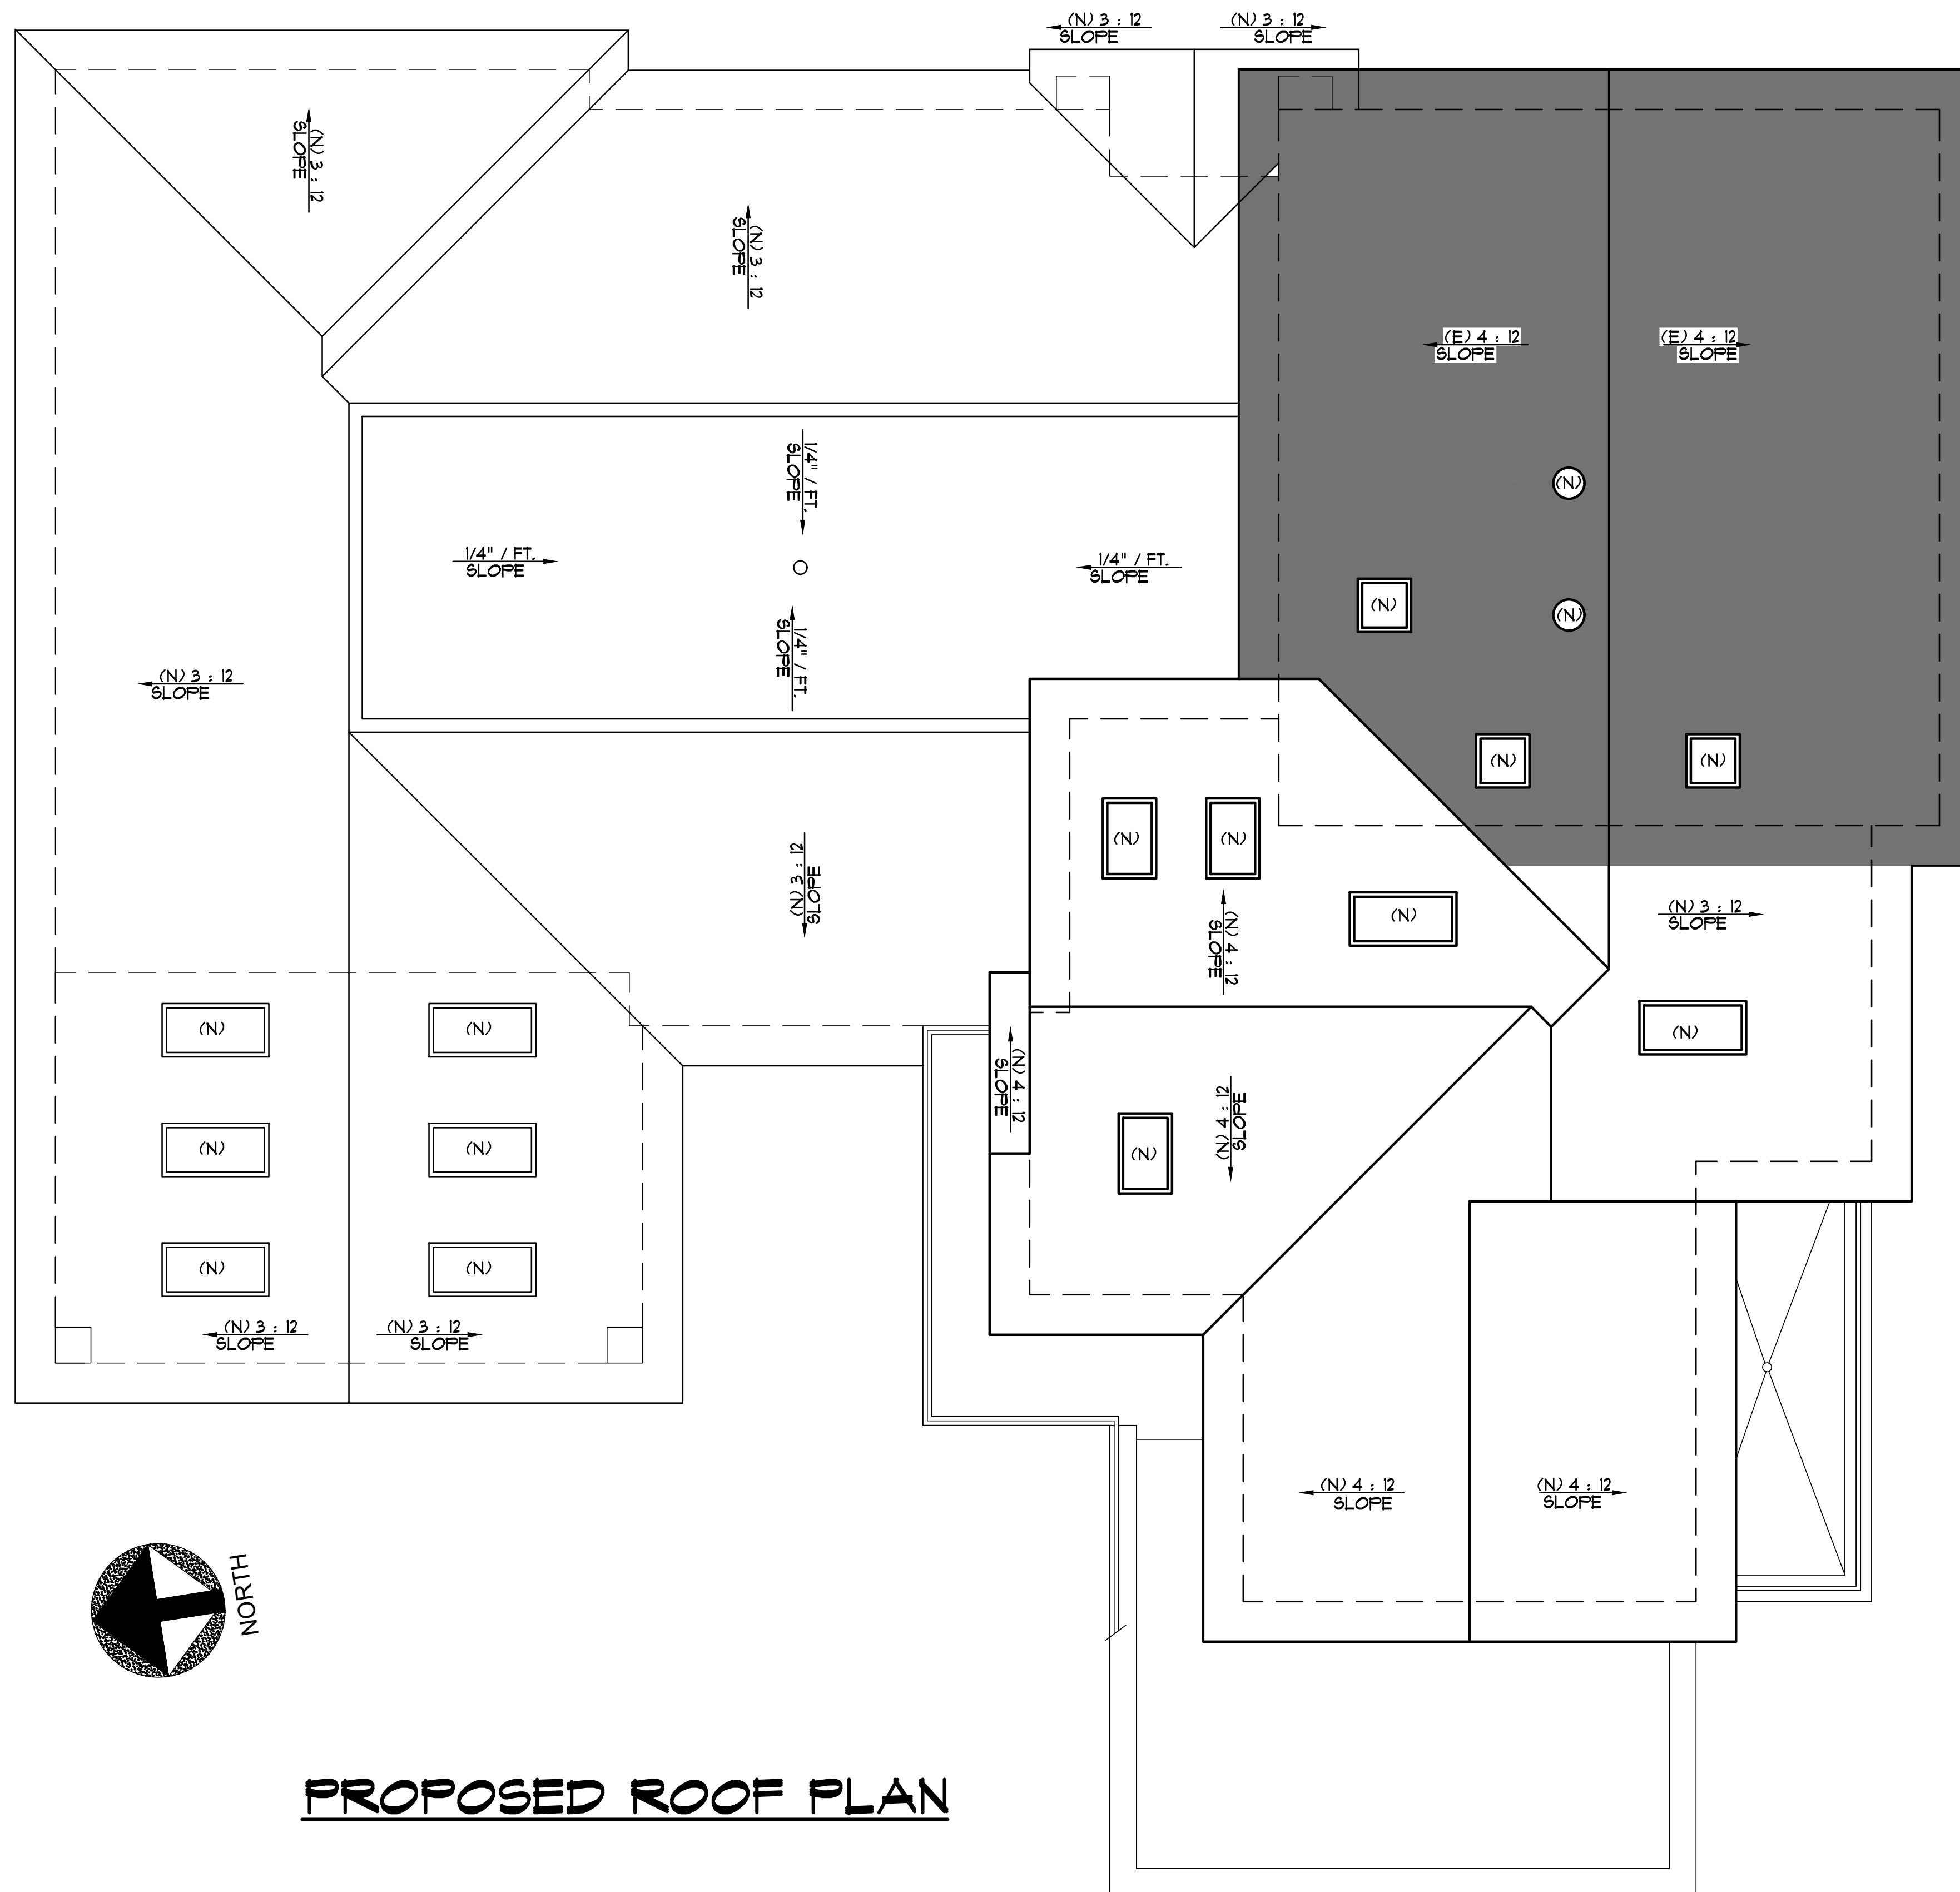 (N) 3 : 12
SLOPE
(N) 3 : 12
SLOPE
(N) 3 : 12
SLOPE
(N) 3 : 12
SLOPE
(E) 4 : 12
SLOPE
(E) 4 : 12
SLOPE
1/4" / FT.
SLOPE
(N)
1/4" / FT.
SLOPE
1/4" / FT.
SLOPE
(N)
(N)
1/4" / FT.
SLOPE
(N) 3 : 12
SLOPE
(N)
(N)
(N)
(N)
(N) 3 : 12
SLOPE
(N)
(N) 3 : 12
SLOPE
(N) 4 : 12
SLOPE
(N)
(N)
(N)
(N) 4 : 12
SLOPE
(N) 4 : 12
SLOPE
(N)
(N)
(N)
(N)
(N)
(N) 3 : 12
SLOPE
(N) 3 : 12
SLOPE
(N) 4 : 12
SLOPE
(N) 4 : 12
SLOPE
NORTH
PROPOSED ROOF PLAN